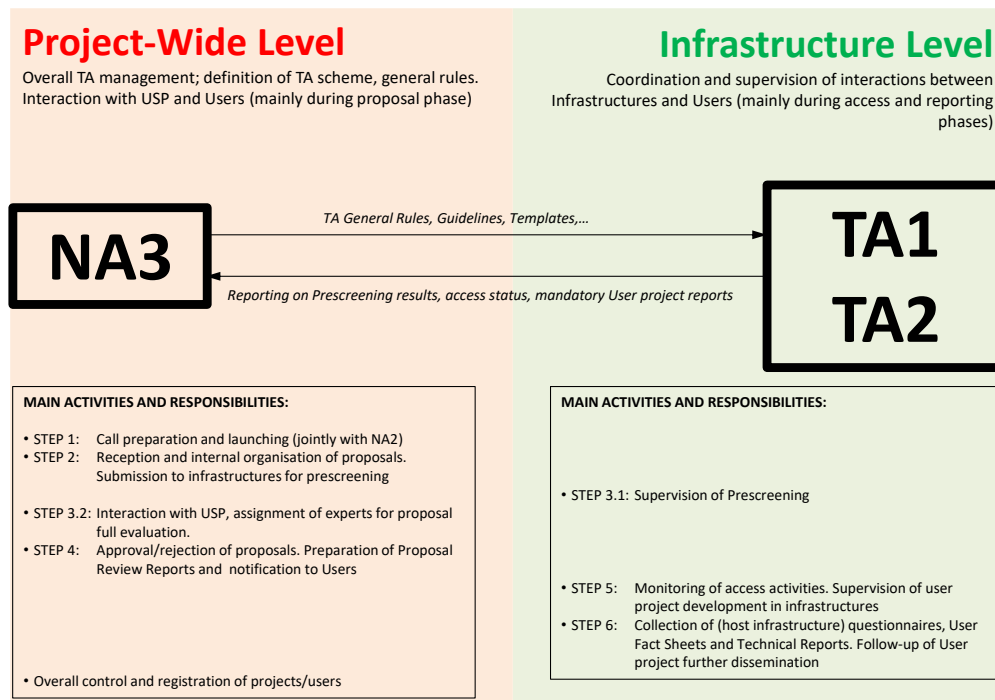 Project-Wide Level
Overall TA management; definition of TA scheme, general rules.
Interaction with USP and Users (mainly during proposal phase)
Infrastructure Level
Coordination and supervision of interactions between
Infrastructures and Users (mainly during access and reporting
phases)
NA3
TA General Rules, Guidelines, Templates,...
Reporting on Prescreening results, access status, mandatory User project reports
TA1
TA2
MAIN ACTIVITIES AND RESPONSIBILITIES:
• STEP 1: Call preparation and launching (jointly with NA2)
• STEP 2: Reception and internal organisation of proposals.
Submission to infrastructures for prescreening
• STEP 3.2: Interaction with USP, assignment of experts for proposal
full evaluation.
• STEP 4: Approval/rejection of proposals. Preparation of Proposal
Review Reports and notification to Users
• Overall control and registration of projects/users
MAIN ACTIVITIES AND RESPONSIBILITIES:
• STEP 3.1: Supervision of Prescreening
• STEP 5: Monitoring of access activities. Supervision of user
project development in infrastructures
• STEP 6: Collection of (host infrastructure) questionnaires, User
Fact Sheets and Technical Reports. Follow-up of User
project further dissemination